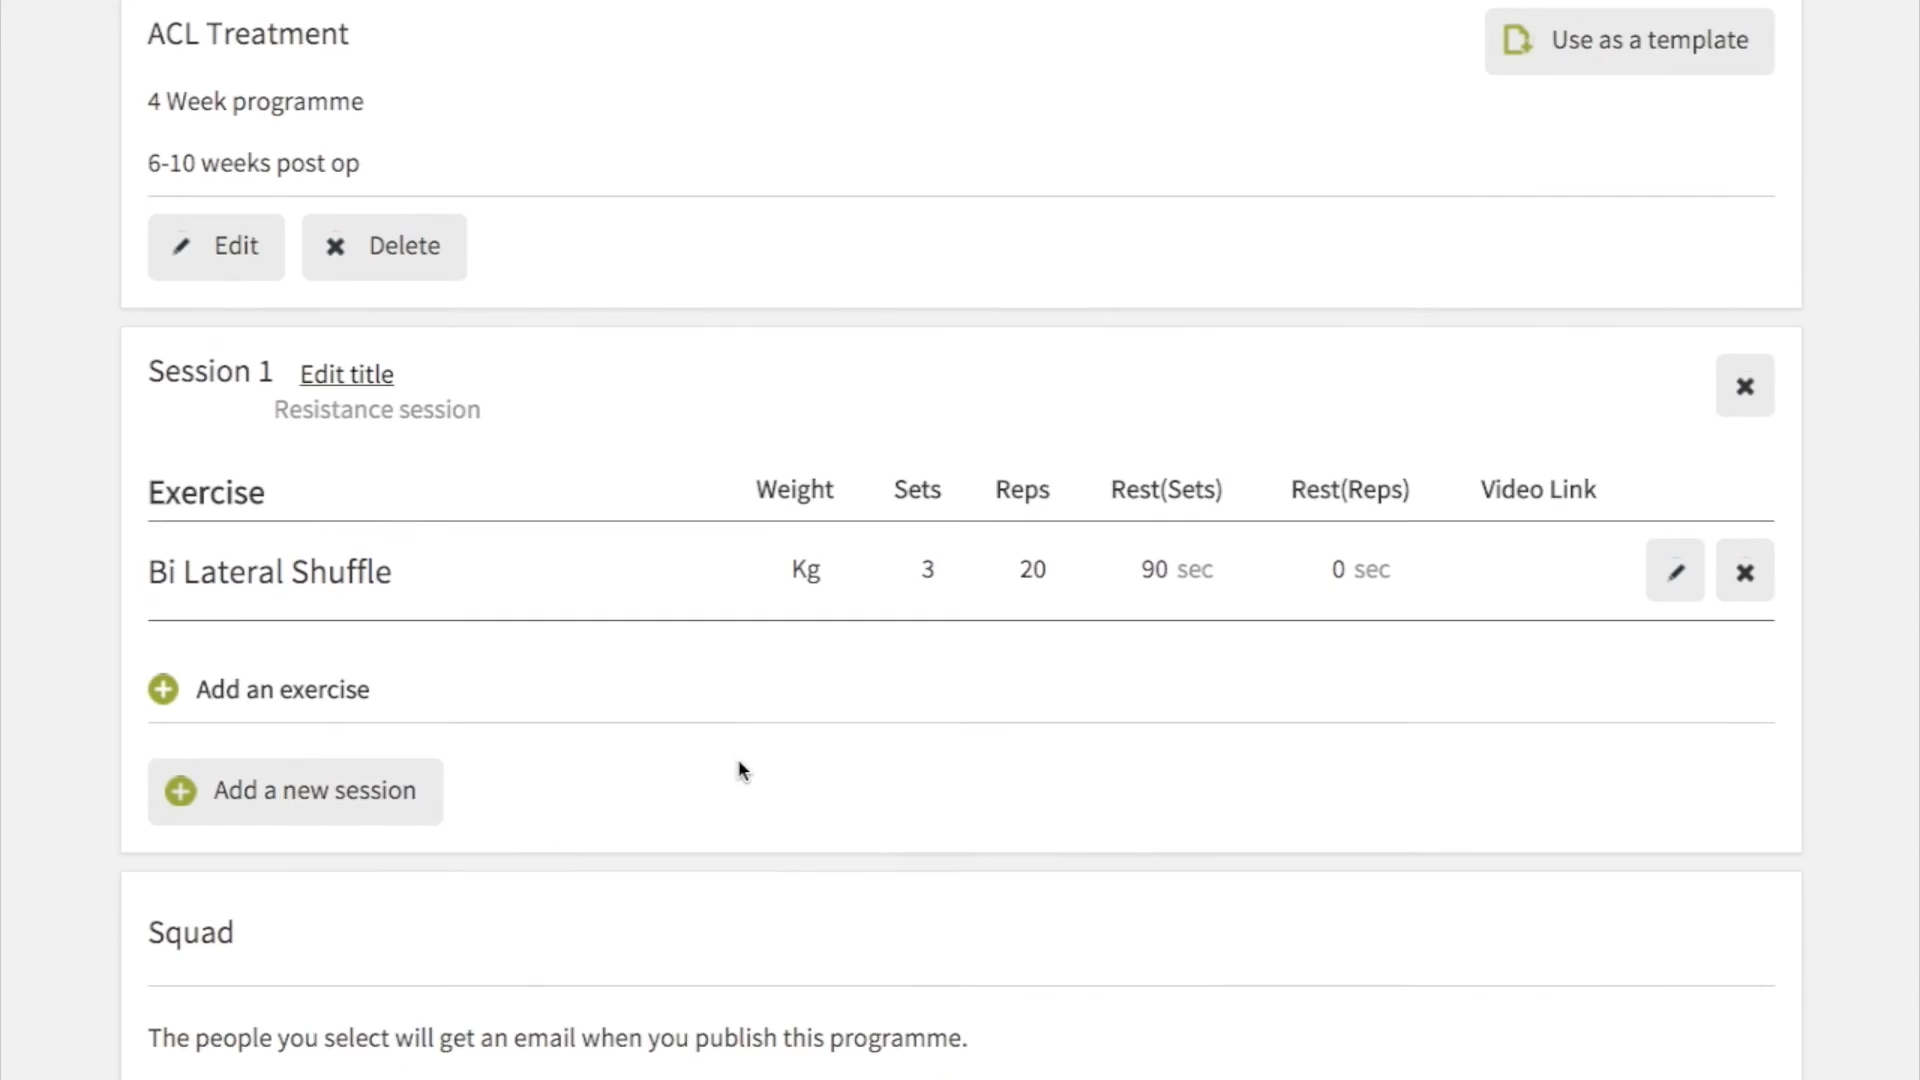 ACL Treatment
Use as a template
4 Week programme
6-10 weeks post op
Edit
Delete
Session 1 Edit title
Resistance session
Exercise Weight Sets Reps Rest(Sets) Rest(Reps) Video Link
Bi Lateral Shuffle Kg 3 20 90 sec 0 sec
Add an exercise
Add a new session
Squad
The people you select will get an email when you publish this programme.